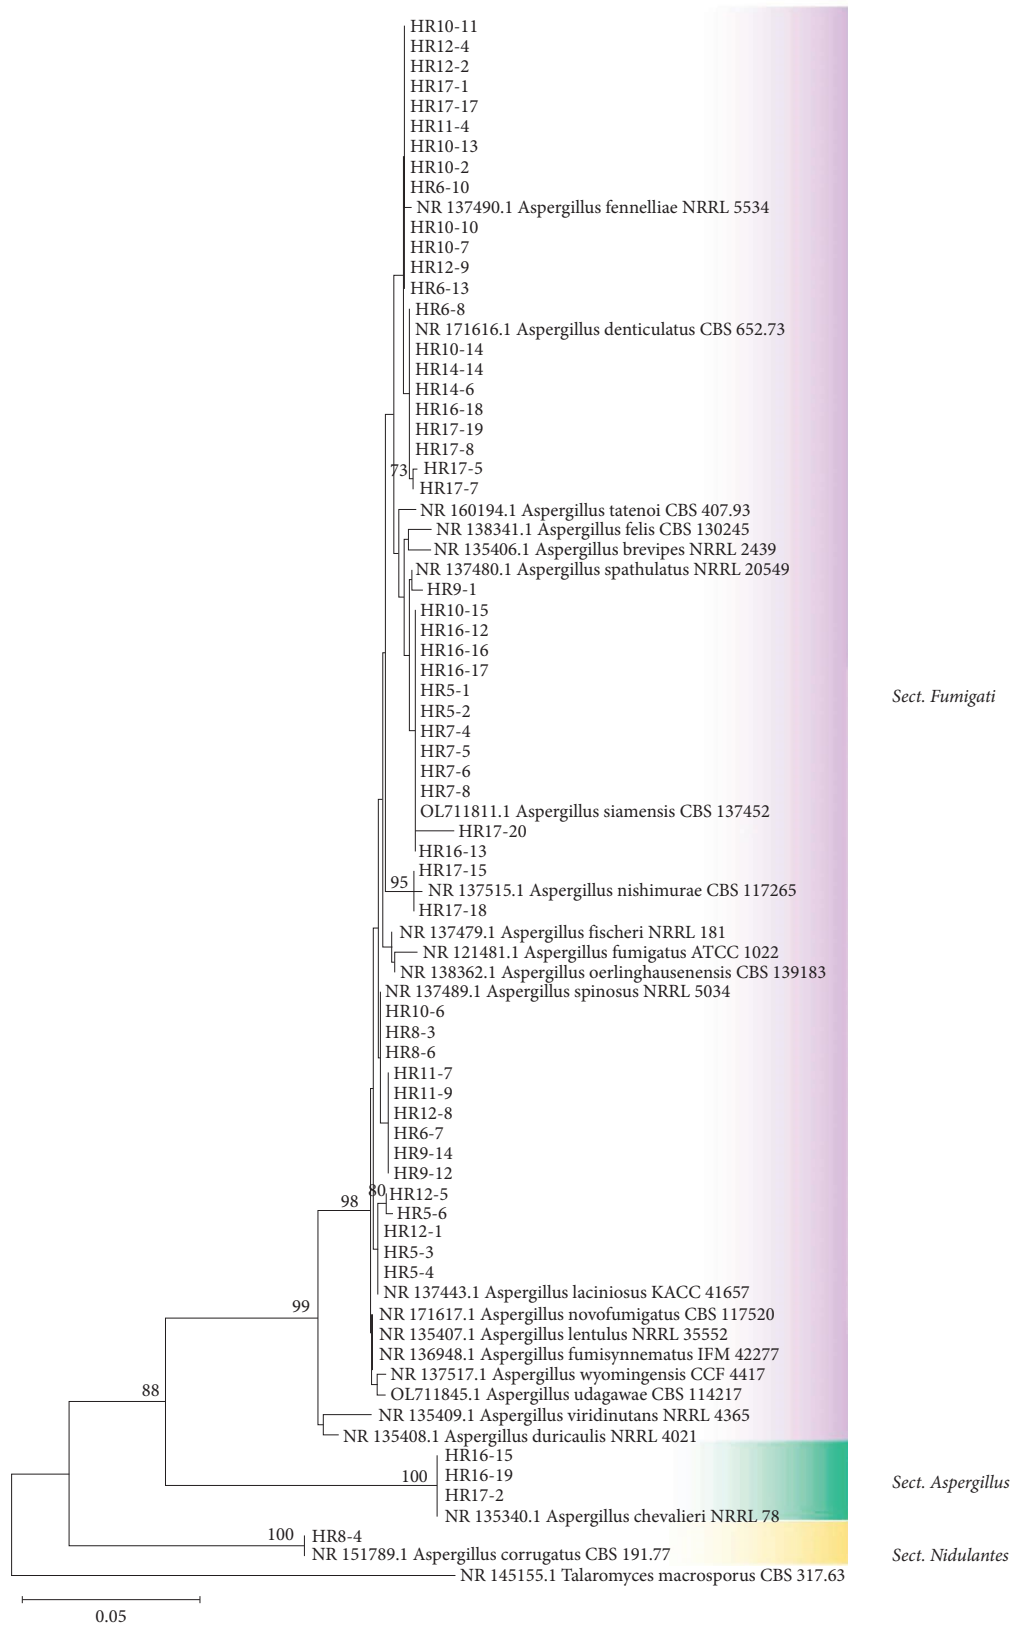 HR10-11
HR12-4
HR12-2
HR17-1
HR17-17
HR11-4
HR10-13
HR10-2
HR6-10
NR 137490.1 Aspergillus fennelliae NRRL 5534
HR10-10
HR10-7
HR12-9
HR6-13
HR6-8
NR 171616.1 Aspergillus denticulatus CBS 652.73
HR10-14
HR14-14
HR14-6
HR16-18
HR17-19
HR17-8
73
HR17-5
HR17-7
NR 160194.1 Aspergillus tatenoi CBS 407.93
NR 138341.1 Aspergillus felis CBS 130245
NR 135406.1 Aspergillus brevipes NRRL 2439
NR 137480.1 Aspergillus spathulatus NRRL 20549
HR9-1
HR10-15
HR16-12
HR16-16
HR16-17
HR5-1
Sect. Fumigati
HR5-2
HR7-4
HR7-5
HR7-6
HR7-8
OL711811.1 Aspergillus siamensis CBS 137452
HR17-20
HR16-13
HR17-15
95
NR 137515.1 Aspergillus nishimurae CBS 117265
HR17-18
NR 137479.1 Aspergillus fischeri NRRL 181
NR 121481.1 Aspergillus fumigatus ATCC 1022
NR 138362.1 Aspergillus oerlinghausenensis CBS 139183
NR 137489.1 Aspergillus spinosus NRRL 5034
HR10-6
HR8-3
HR8-6
HR11-7
HR11-9
HR12-8
HR6-7
HR9-14
HR9-12
80
HR12-5
98
HR5-6
HR12-1
HR5-3
HR5-4
NR 137443.1 Aspergillus laciniosus KACC 41657
99
NR 171617.1 Aspergillus novofumigatus CBS 117520
NR 135407.1 Aspergillus lentulus NRRL 35552
NR 136948.1 Aspergillus fumisynnematus IFM 42277
NR 137517.1 Aspergillus wyomingensis CCF 4417
88
OL711845.1 Aspergillus udagawae CBS 114217
NR 135409.1 Aspergillus viridinutans NRRL 4365
NR 135408.1 Aspergillus duricaulis NRRL 4021
HR16-15
100
HR16-19
Sect. Aspergillus
HR17-2
NR 135340.1 Aspergillus chevalieri NRRL 78
100
HR8-4
NR 151789.1 Aspergillus corrugatus CBS 191.77
Sect. Nidulantes
NR 145155.1 Talaromyces macrosporus CBS 317.63
0.05